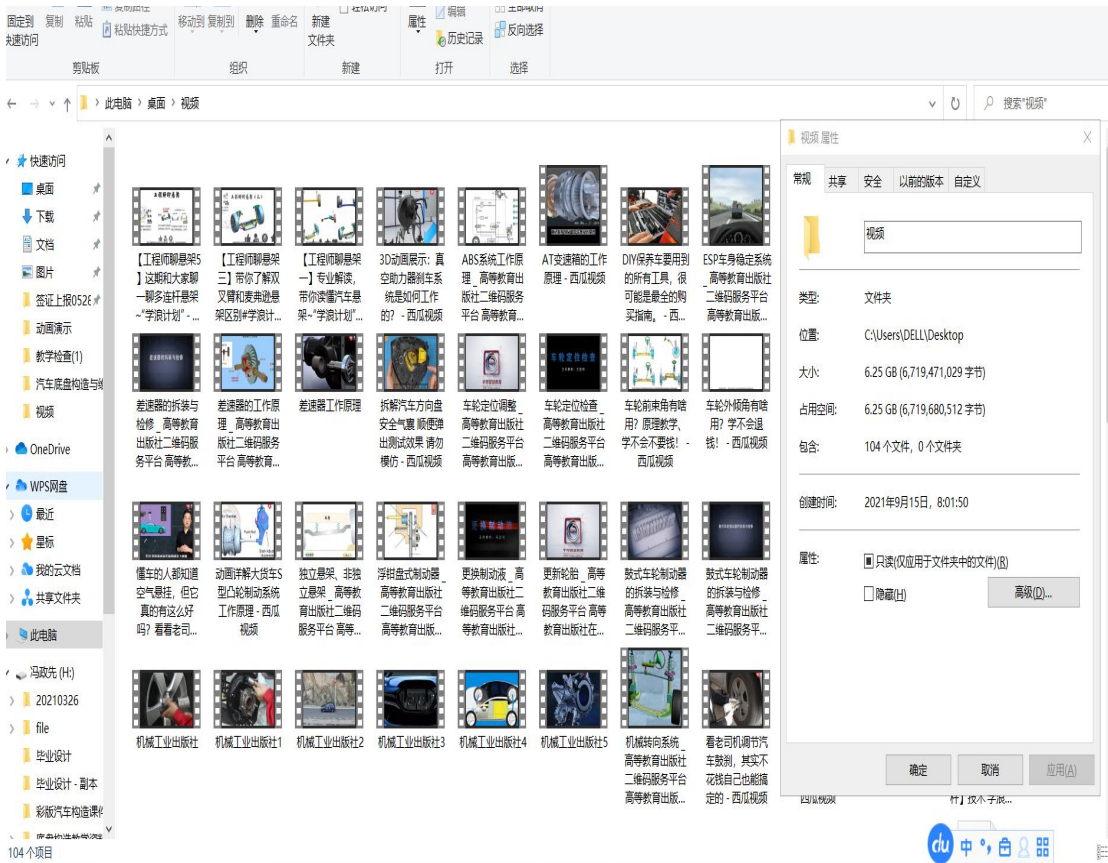 固定到
复制
粘贴
粘贴快捷方式
移动到
复制到
删除
重命名
新建
文件夹
属性
编辑
历史记录
反向选择
快速访问
剪贴板
组织
新建
打开
选择
此电脑
桌面
视频
搜索"视频"
快速访问
桌面
下载
文档
图片
签证上报0528
动画演示
教学检查(1)
汽车底盘构造与
视频
OneDrive
WPS网盘
最近
星标
我的云文档
共享文件夹
此电脑
冯政先 (H:)
20210326
file
毕业设计
毕业设计 - 副本
彩版汽车构造课件
104 个项目
【工程师聊悬架5
】这期和大家聊
一聊多连杆悬架
~"学浪计划" - ...
【工程师聊悬架
三】带你了解双
叉臂和麦弗逊悬
架区别#学浪计...
【工程师聊悬架
一】专业解读，
带你读懂汽车悬
架~"学浪计划"...
3D动画展示：真
空助力器刹车系
统是如何工作
的？ - 西瓜视频
ABS系统工作原
理_高等教育出
版社二维码服务
平台 高等教育...
AT变速箱的工作
原理 - 西瓜视频
DIY保养车要用到
的所有工具，很
可能是最全的购
买指南。 - 西...
ESP车身稳定系统
_高等教育出版社
二维码服务平台
高等教育出版...
差速器的拆装与
检修_高等教育
出版社二维码服
务平台 高等教...
差速器的工作原
理_高等教育出
版社二维码服务
平台 高等教育...
差速器工作原理
拆解汽车方向盘
安全气囊 顺便弹
出测试效果 请勿
模仿 - 西瓜视频
车轮定位调整_
高等教育出版社
二维码服务平台
高等教育出版...
车轮定位检查
车轮定位检查_
高等教育出版社
二维码服务平台
高等教育出版...
车轮前束角有啥
用？原理教学、
学不会不要钱！ -
西瓜视频
车轮外倾角有啥
用？学不会退
钱！ - 西瓜视频
懂车的人都知道
空气悬挂，但它
真的有这么好
吗？看看老司...
动画详解大货车S
型凸轮制动系统
工作原理 - 西瓜
视频
独立悬架、非独
立悬架_高等教
育出版社二维码
服务平台 高等...
浮钳盘式制动器_
高等教育出版社
二维码服务平台
高等教育出版...
更换制动液
更换制动液_高
等教育出版社二
维码服务平台 高
等教育出版社...
更新轮胎_高等
教育出版社二维
码服务平台 高等
教育出版社在...
鼓式车轮制动器
的拆装与检修_
高等教育出版社
二维码服务平...
鼓式车轮制动器
的拆装与检修_
高等教育出版社
二维码服务平...
机械工业出版社
机械工业出版社1
机械工业出版社2
机械工业出版社3
机械工业出版社4
机械工业出版社5
机械转向系统_
高等教育出版社
二维码服务平台
高等教育出版...
看老司机调节汽
车鼓刹，其实不
花钱自己也能搞
定的 - 西瓜视频
视频 属性
常规
共享
安全
以前的版本
自定义
视频
类型:
文件夹
位置:
C:\Users\DELL\Desktop
大小:
6.25 GB (6,719,471,029 字节)
占用空间:
6.25 GB (6,719,680,512 字节)
包含:
104 个文件，0 个文件夹
创建时间:
2021年9月15日，8:01:50
属性:
只读(仅应用于文件夹中的文件)(R)
隐藏(H)
高级(D)...
确定
取消
应用(A)
du
中